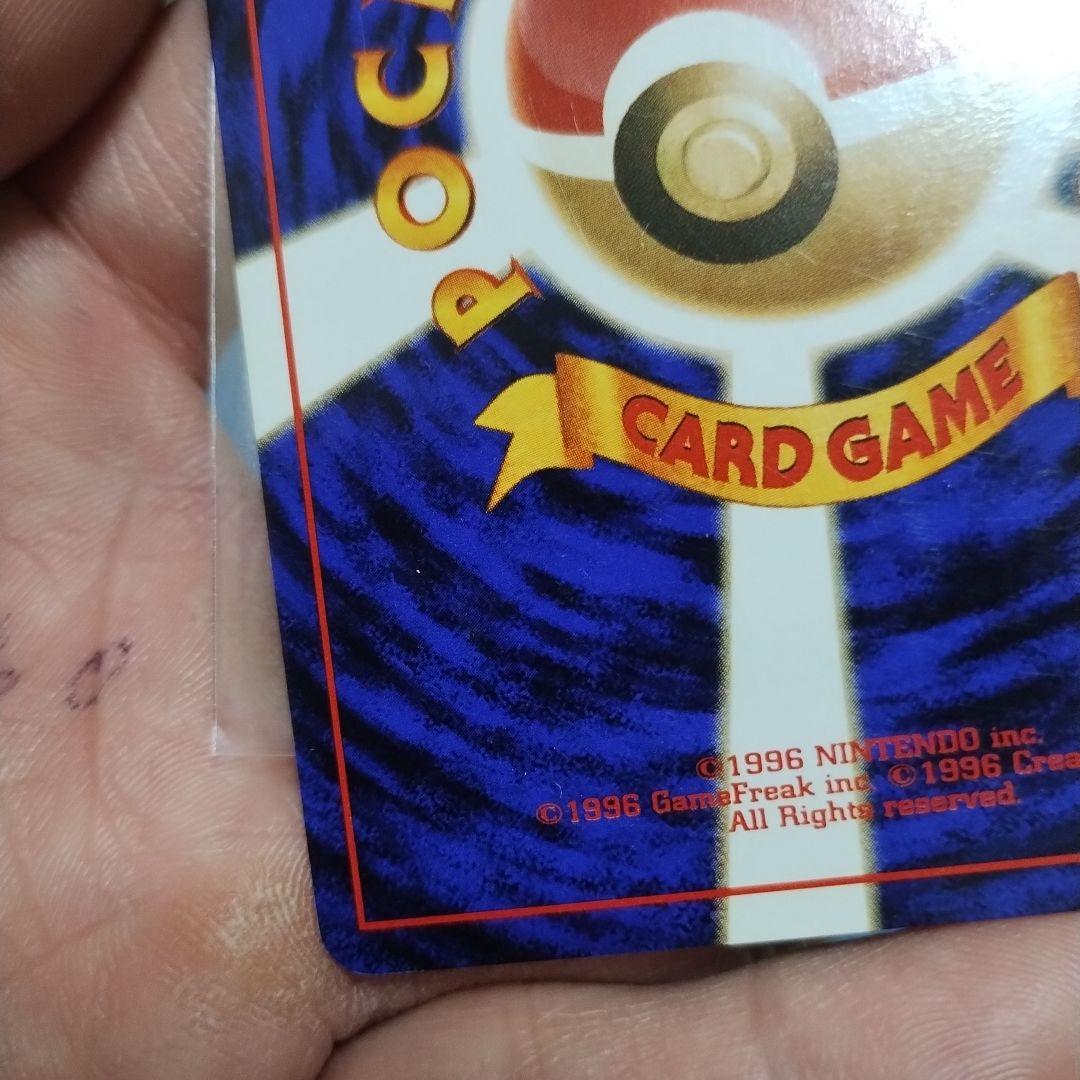 POC
CARD GAME
©1996 NINTENDO inc.
©1996 GameFreak inc. ©1996 Crea
All Rights reserved.